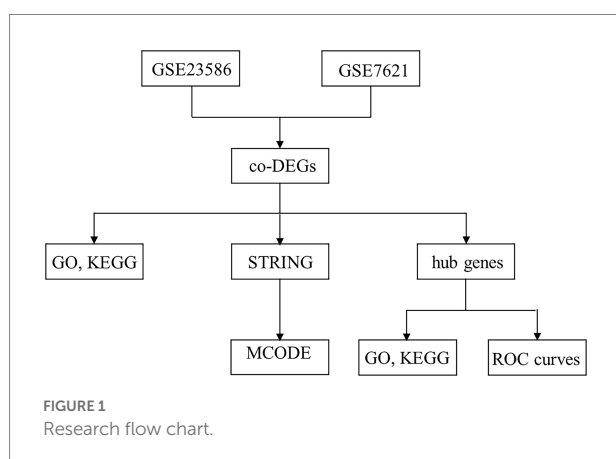 GSE23586
GSE7621
co-DEGs
GO, KEGG
STRING
hub genes
MCODE
GO, KEGG
ROC curves
FIGURE 1
Research flow chart.